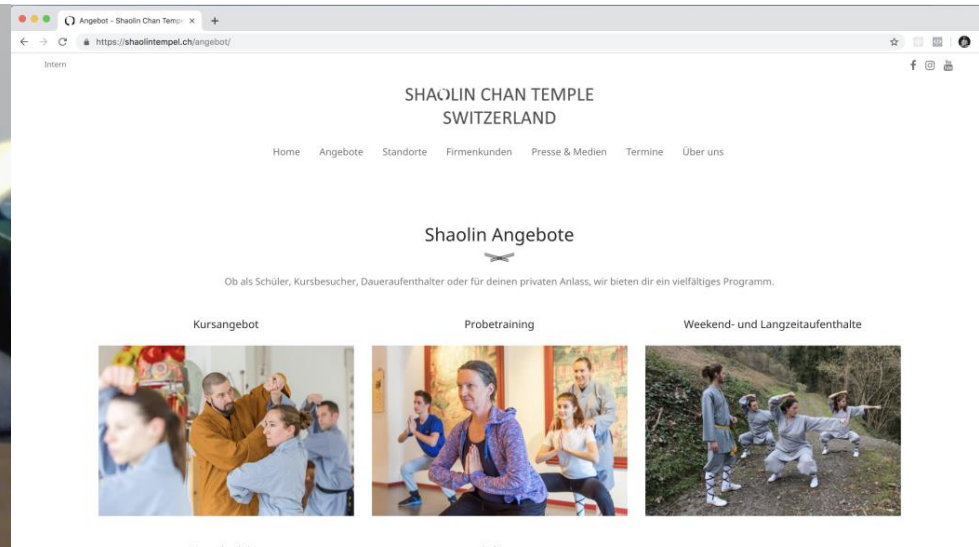 Angebot - Shaolin Chan Tempe
https://shaolintempel.ch/angebot/
Intern
SHAOLIN CHAN TEMPLE
SWITZERLAND
Home Angebote Standorte Firmenkunden Presse & Medien Termine Über uns
Shaolin Angebote
Ob als Schüler, Kursbesucher, Daueraufenthalter oder für deinen privaten Anlass, wir bieten dir ein vielfältiges Programm.
Kursangebot Probetraining Weekend- und Langzeitaufenthalte